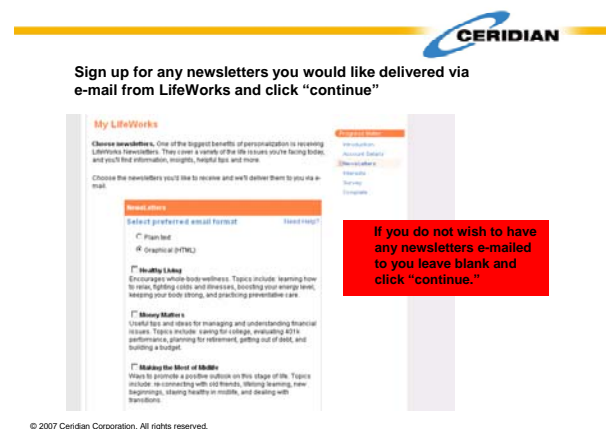 CERIDIAN
Sign up for any newsletters you would like delivered via
e-mail from LifeWorks and click “continue”
My LifeWorks
Choose newsletters. One of the biggest benefits of personalization is receiving
LifeWorks Newsletters. They cover a variety of the life issues you're facing today,
and you'll find information, insights, helpful tips and more.
Choose the newsletters you'd like to receive and we'll deliver them to you via e-
mail.
Progress Meter
Introduction
Account Details
Newsletters
Interests
Survey
Complete
NewsLetters
Select preferred email format
Need Help?
Plain text
Graphical (HTML)
Healthy Living
Encourages whole-body wellness. Topics include: learning how
to relax, fighting colds and illnesses, boosting your energy level,
keeping your body strong, and practicing preventative care.
Money Matters
Useful tips and ideas for managing and understanding financial
issues. Topics include: saving for college, evaluating 401k
performance, planning for retirement, getting out of debt, and
building a budget.
Making the Most of Midlife
Ways to promote a positive outlook on this stage of life. Topics
include: re-connecting with old friends, lifelong learning, new
beginnings, staying healthy in midlife, and dealing with
transitions.
If you do not wish to have
any newsletters e-mailed
to you leave blank and
click “continue.”
© 2007 Ceridian Corporation. All rights reserved.